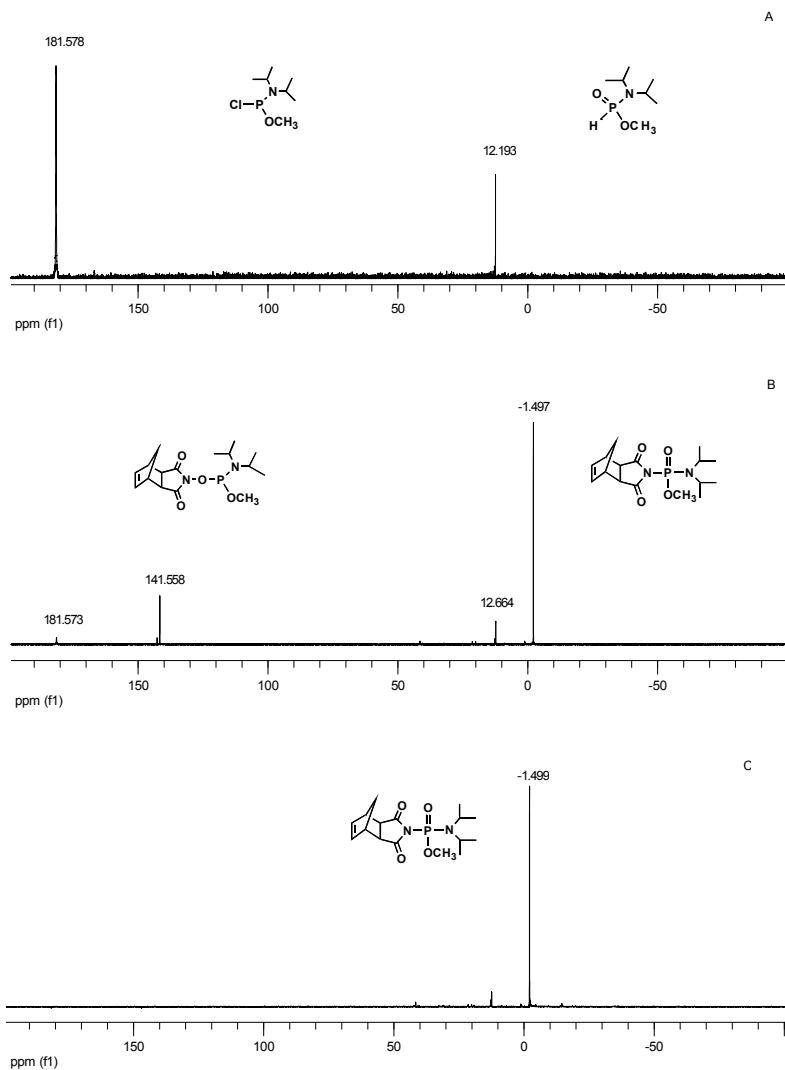 A
181.578
Cl
P
N
OCH3
O
N
P
H
OCH3
12.193
150
100
50
0
-50
ppm (f1)
B
-1.497
O
N
O
P
N
OCH3
O
O
N
P
N
OCH3
O
O
141.558
181.573
12.664
150
100
50
0
-50
ppm (f1)
C
-1.499
O
O
N
P
N
OCH3
O
150
100
50
0
-50
ppm (f1)